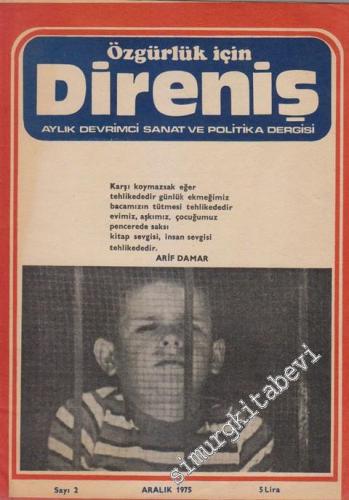 Özgürlük için
Direniş
AYLIK DEVRİMCİ SANAT VE POLİTİKA DERGİSİ
Karşı koymazsak eğer
tehlikededir günlük ekmeğimiz
bacamızın tütmesi tehlikededir
evimiz, aşkımız, çocuğumuz
pencerede saksı
kitap sevgisi, insan sevgisi
tehlikededir.
ARİF DAMAR
simurgkitabevi.com
Sayı 2 ARALIK 1975 5 Lira